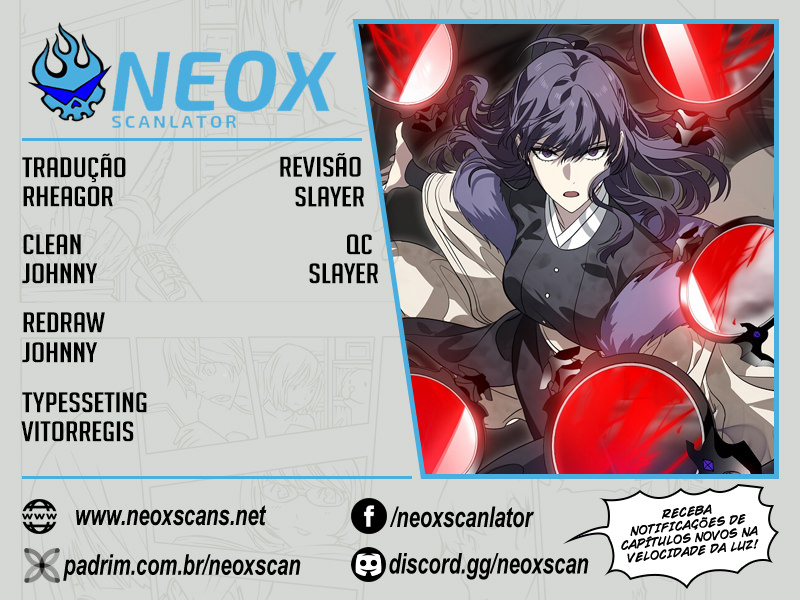 NEOX
SCANLATOR
TRADUÇÃO
RHEAGOR
REVISÃO
SLAYER
CLEAN
JOHNNY
QC
SLAYER
REDRAW
JOHNNY
TYPESSETING
VITORREGIS
www
www.neoxscans.net
f /neoxscanlator
padrim.com.br/neoxscan
discord.gg/neoxscan
RECEBA
NOTIFICAÇÕES DE
CAPÍTULOS NOVOS NA
VELOCIDADE DA LUZ!